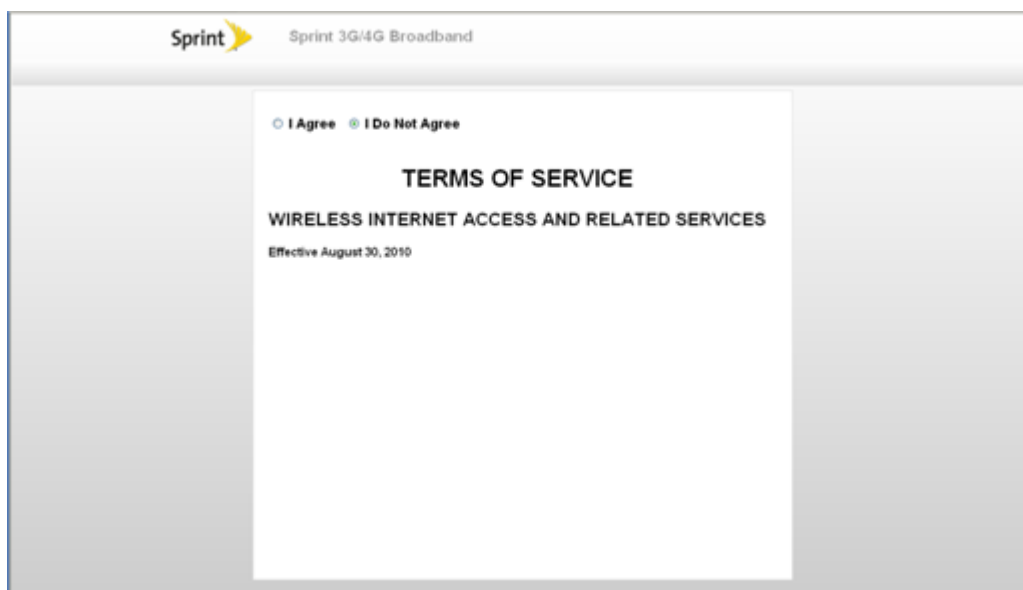 Sprint Sprint 3G/4G Broadband
I Agree I Do Not Agree
TERMS OF SERVICE
WIRELESS INTERNET ACCESS AND RELATED SERVICES
Effective August 30, 2010